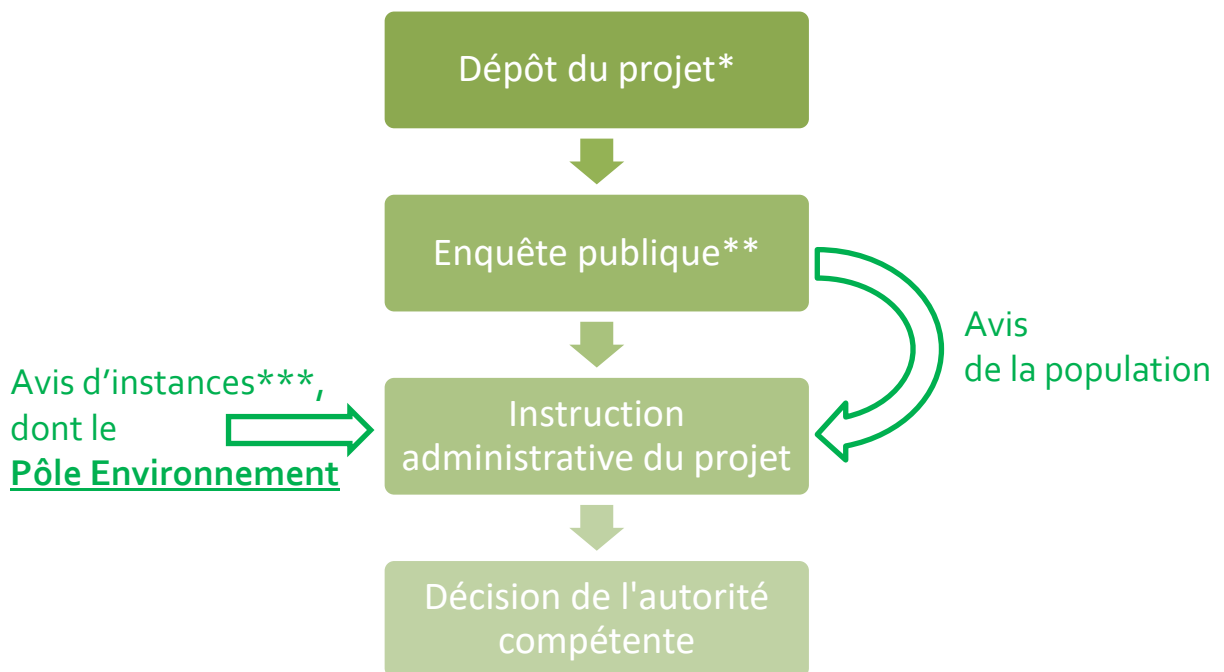 Dépôt du projet*
Enquête publique**
Avis
de la population
Avis d’instances***,
dont le
Pôle Environnement
Instruction
administrative du projet
Décision de l'autorité
compétente